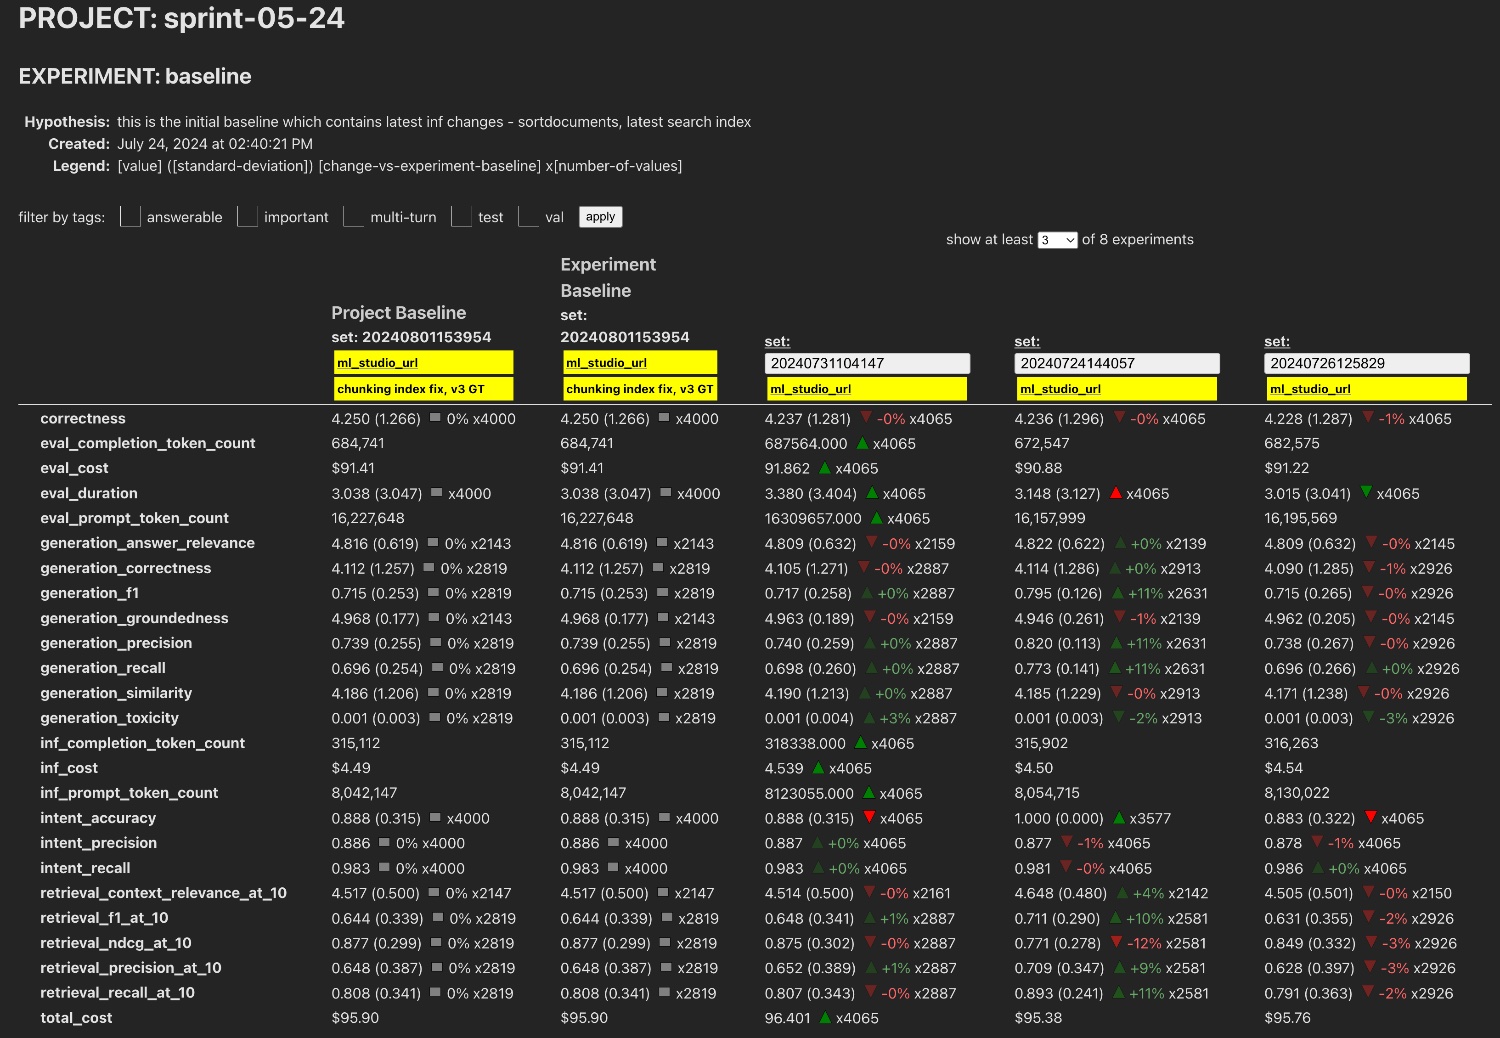 PROJECT: sprint-05-24
EXPERIMENT: baseline
Hypothesis: this is the initial baseline which contains latest inf changes - sortdocuments, latest search index
Created: July 24, 2024 at 02:40:21 PM
Legend: [value] ([standard-deviation]) [change-vs-experiment-baseline] x[number-of-values]
filter by tags: answerable important multi-turn test val apply
show at least 3 of 8 experiments
Project Baseline
set: 20240801153954
ml_studio_url
chunking index fix, v3 GT
Experiment
Baseline
set:
20240801153954
ml_studio_url
chunking index fix, v3 GT
set:
20240731104147
ml_studio_url
set:
20240724144057
ml_studio_url
set:
20240726125829
ml_studio_url
correctness 4.250 (1.266) 0% x4000 4.250 (1.266) x4000 4.237 (1.281) ▼ -0% x4065 4.236 (1.296) ▼ -0% x4065 4.228 (1.287) ▼ -1% x4065
eval_completion_token_count 684,741 684,741 687564.000 ▲ x4065 672,547 682,575
eval_cost $91.41 $91.41 91.862 ▲ x4065 $90.88 $91.22
eval_duration 3.038 (3.047) x4000 3.038 (3.047) x4000 3.380 (3.404) ▲ x4065 3.148 (3.127) ▲ x4065 3.015 (3.041) ▼ x4065
eval_prompt_token_count 16,227,648 16,227,648 16309657.000 ▲ x4065 16,157,999 16,195,569
generation_answer_relevance 4.816 (0.619) 0% x2143 4.816 (0.619) x2143 4.809 (0.632) ▼ -0% x2159 4.822 (0.622) ▲ +0% x2139 4.809 (0.632) ▼ -0% x2145
generation_correctness 4.112 (1.257) 0% x2819 4.112 (1.257) x2819 4.105 (1.271) ▼ -0% x2887 4.114 (1.286) ▲ +0% x2913 4.090 (1.285) ▼ -1% x2926
generation_f1 0.715 (0.253) 0% x2819 0.715 (0.253) x2819 0.717 (0.258) ▲ +0% x2887 0.795 (0.126) ▲ +11% x2631 0.715 (0.265) ▼ -0% x2926
generation_groundedness 4.968 (0.177) 0% x2143 4.968 (0.177) x2143 4.963 (0.189) ▼ -0% x2159 4.946 (0.261) ▼ -1% x2139 4.962 (0.205) ▼ -0% x2145
generation_precision 0.739 (0.255) 0% x2819 0.739 (0.255) x2819 0.740 (0.259) ▲ +0% x2887 0.820 (0.113) ▲ +11% x2631 0.738 (0.267) ▼ -0% x2926
generation_recall 0.696 (0.254) 0% x2819 0.696 (0.254) x2819 0.698 (0.260) ▲ +0% x2887 0.773 (0.141) ▲ +11% x2631 0.696 (0.266) ▲ +0% x2926
generation_similarity 4.186 (1.206) 0% x2819 4.186 (1.206) x2819 4.190 (1.213) ▲ +0% x2887 4.185 (1.229) ▼ -0% x2913 4.171 (1.238) ▼ -0% x2926
generation_toxicity 0.001 (0.003) 0% x2819 0.001 (0.003) x2819 0.001 (0.004) ▲ +3% x2887 0.001 (0.003) ▼ -2% x2913 0.001 (0.003) ▼ -3% x2926
inf_completion_token_count 315,112 315,112 318338.000 ▲ x4065 315,902 316,263
inf_cost $4.49 $4.49 4.539 ▲ x4065 $4.50 $4.54
inf_prompt_token_count 8,042,147 8,042,147 8123055.000 ▲ x4065 8,054,715 8,130,022
intent_accuracy 0.888 (0.315) x4000 0.888 (0.315) x4000 0.888 (0.315) ▼ x4065 1.000 (0.000) ▲ x3577 0.883 (0.322) ▼ x4065
intent_precision 0.886 0% x4000 0.886 x4000 0.887 ▲ +0% x4065 0.877 ▼ -1% x4065 0.878 ▼ -1% x4065
intent_recall 0.983 0% x4000 0.983 x4000 0.983 ▲ +0% x4065 0.981 ▼ -0% x4065 0.986 ▲ +0% x4065
retrieval_context_relevance_at_10 4.517 (0.500) 0% x2147 4.517 (0.500) x2147 4.514 (0.500) ▼ -0% x2161 4.648 (0.480) ▲ +4% x2142 4.505 (0.501) ▼ -0% x2150
retrieval_f1_at_10 0.644 (0.339) 0% x2819 0.644 (0.339) x2819 0.648 (0.341) ▲ +1% x2887 0.711 (0.290) ▲ +10% x2581 0.631 (0.355) ▼ -2% x2926
retrieval_ndcg_at_10 0.877 (0.299) 0% x2819 0.877 (0.299) x2819 0.875 (0.302) ▼ -0% x2887 0.771 (0.278) ▼ -12% x2581 0.849 (0.332) ▼ -3% x2926
retrieval_precision_at_10 0.648 (0.387) 0% x2819 0.648 (0.387) x2819 0.652 (0.389) ▲ +1% x2887 0.709 (0.347) ▲ +9% x2581 0.628 (0.397) ▼ -3% x2926
retrieval_recall_at_10 0.808 (0.341) 0% x2819 0.808 (0.341) x2819 0.807 (0.343) ▼ -0% x2887 0.893 (0.241) ▲ +11% x2581 0.791 (0.363) ▼ -2% x2926
total_cost $95.90 $95.90 96.401 ▲ x4065 $95.38 $95.76